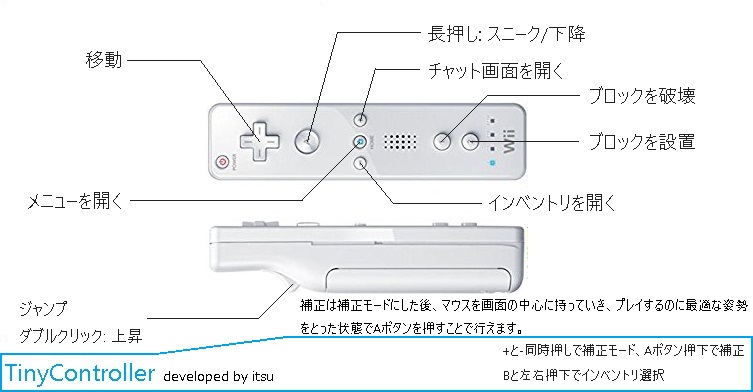 長押し: スニーク/下降
移動
チャット画面を開く
ブロックを破壊
ブロックを設置
POWER
HOME
Wii
メニューを開く
インベントリを開く
ジャンプ
ダブルクリック: 上昇
補正は補正モードにした後、マウスを画面の中心に持っていき、プレイするのに最適な姿勢
をとった状態でAボタンを押すことで行えます。
+と-同時押しで補正モード、Aボタン押下で補正
Bと左右押下でインベントリ選択
TinyController developed by itsu